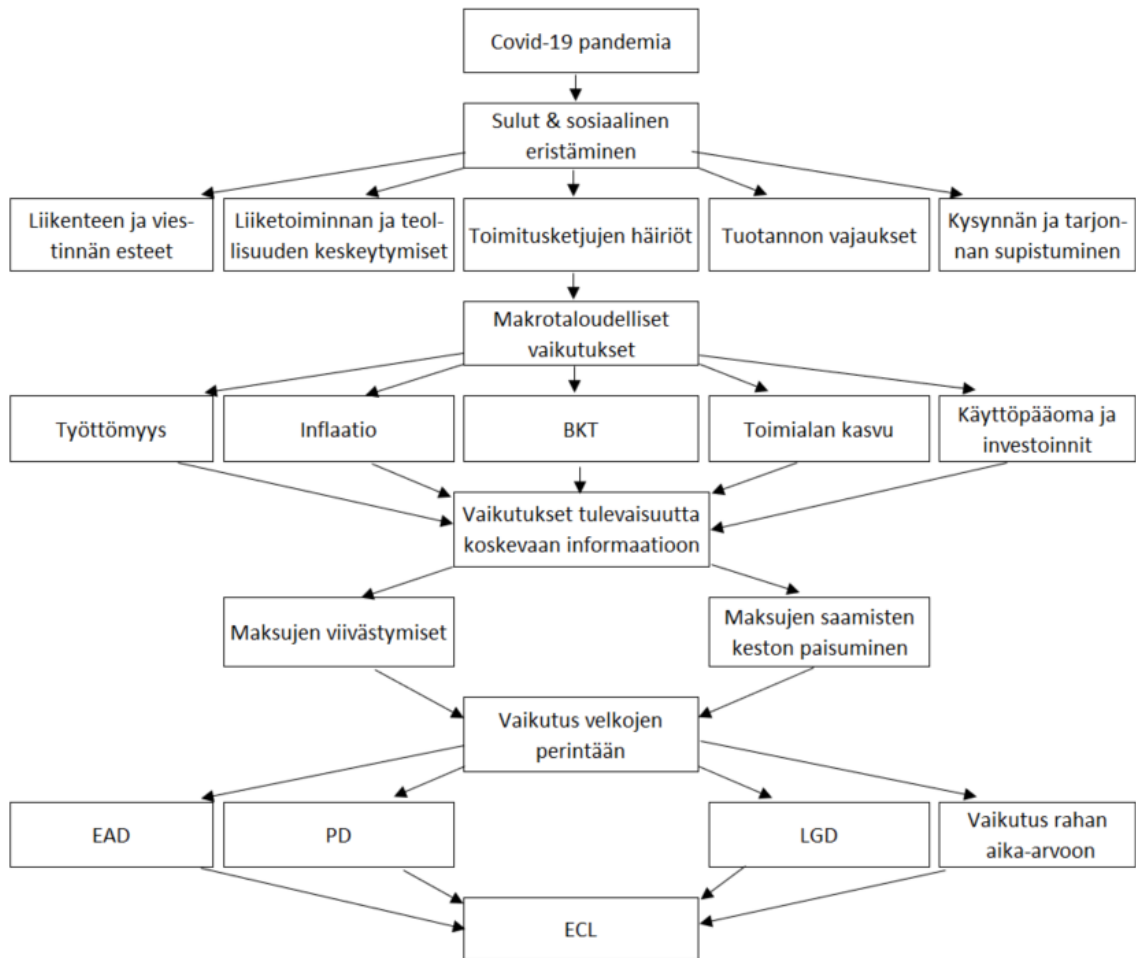 Covid-19 pandemia
Sulut & sosiaalinen
eristäminen
Liikenteen ja vies-
tinnän esteet
Liiketoiminnan ja teol-
lisuuden keskeytymiset
Toimitusketjujen häiriöt
Tuotannon vajaukset
Kysynnän ja tarjon-
nan supistuminen
Makrotaloudelliset
vaikutukset
Työttömyys
Inflaatio
BKT
Toimialan kasvu
Käyttöpääoma ja
investoinnit
Vaikutukset tulevaisuutta
koskevaan informaatioon
Maksujen viivästymiset
Maksujen saamisten
keston paisuminen
Vaikutus velkojen
perintään
EAD
PD
LGD
Vaikutus rahan
aika-arvoon
ECL